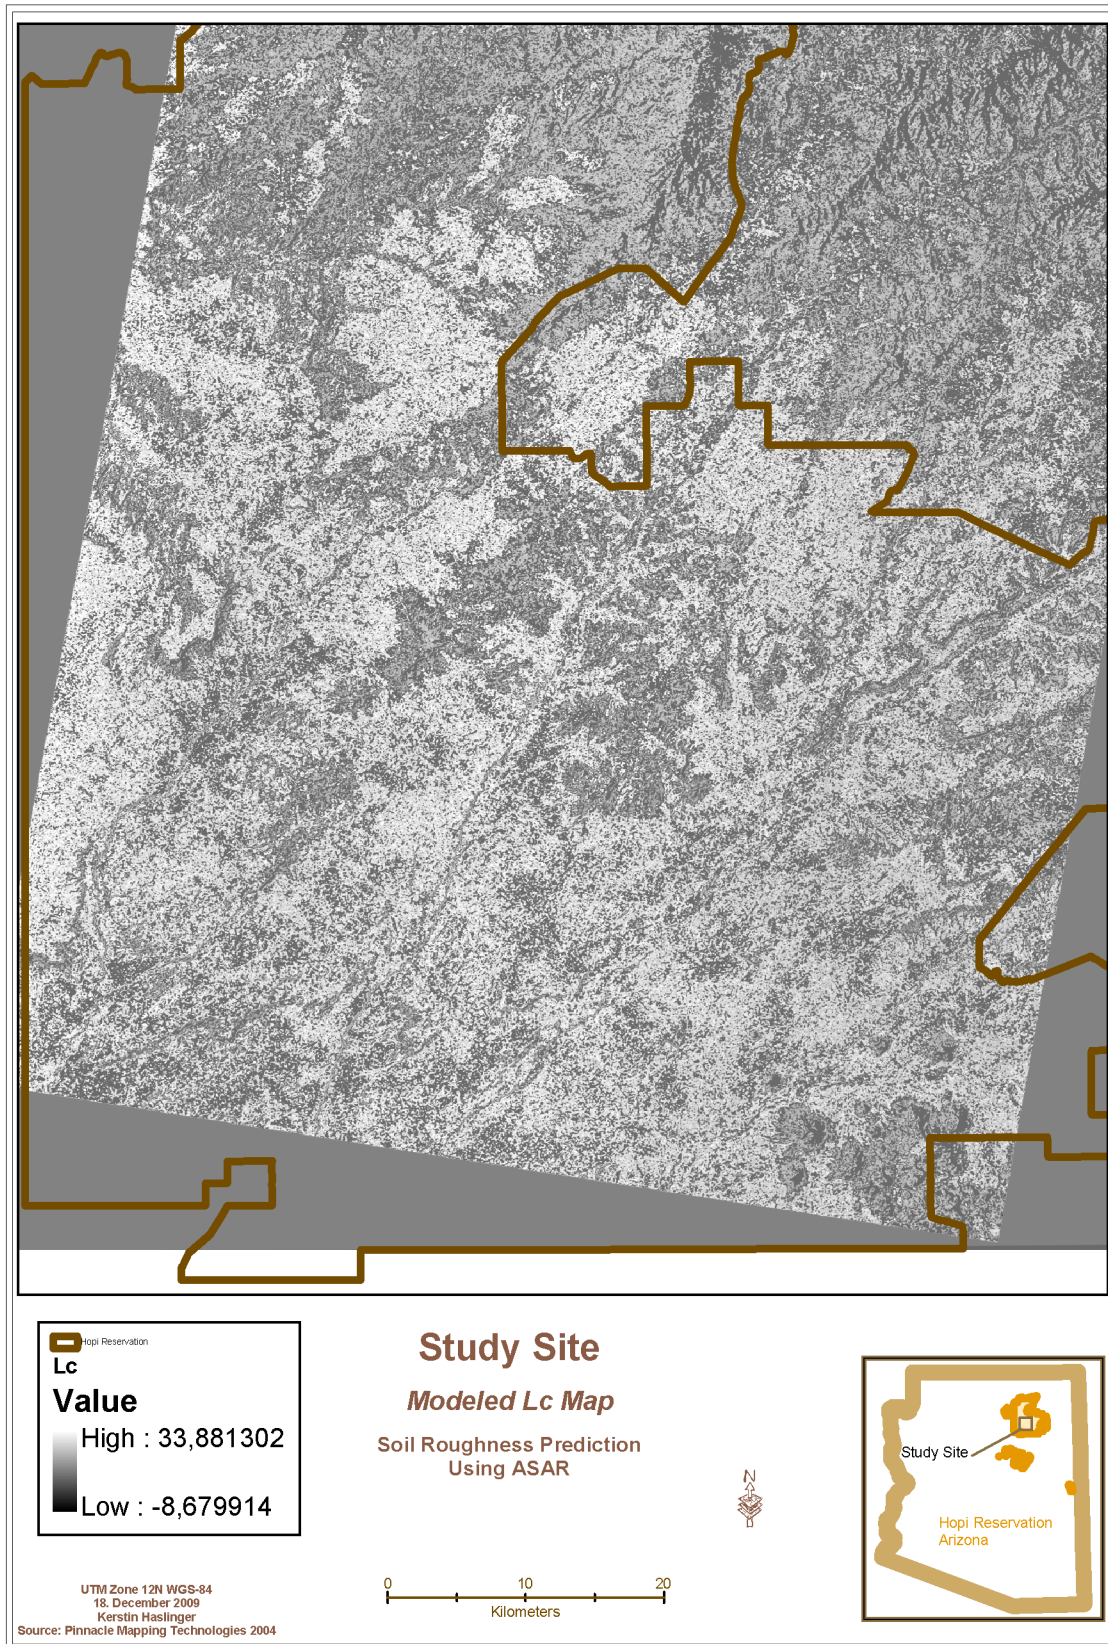 Hopi Reservation
Lc
Value
High : 33,881302
Low : -8,679914
Study Site
Modeled Lc Map
Soil Roughness Prediction
Using ASAR
N
0 10 20
Kilometers
Study Site
Hopi Reservation
Arizona
UTM Zone 12N WGS-84
18. December 2009
Kerstin Haslinger
Source: Pinnacle Mapping Technologies 2004